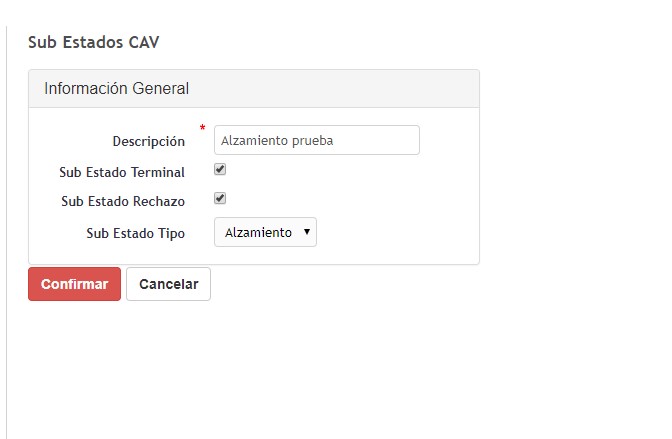 Sub Estados CAV
Información General
Descripción * Alzamiento prueba
Sub Estado Terminal
Sub Estado Rechazo
Sub Estado Tipo Alzamiento
Confirmar Cancelar